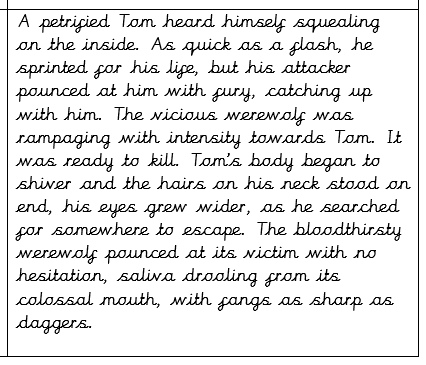 A petrified Tom heard himself squealing
on the inside. As quick as a flash, he
sprinted for his life, but his attacker
pounced at him with fury, catching up
with him. The vicious werewolf was
rampaging with intensity towards Tom. It
was ready to kill. Tom's body began to
shiver and the hairs on his neck stood on
end, his eyes grew wider, as he searched
for somewhere to escape. The bloodthirsty
werewolf pounced at its victim with no
hesitation, saliva drooling from its
colossal mouth, with fangs as sharp as
daggers.